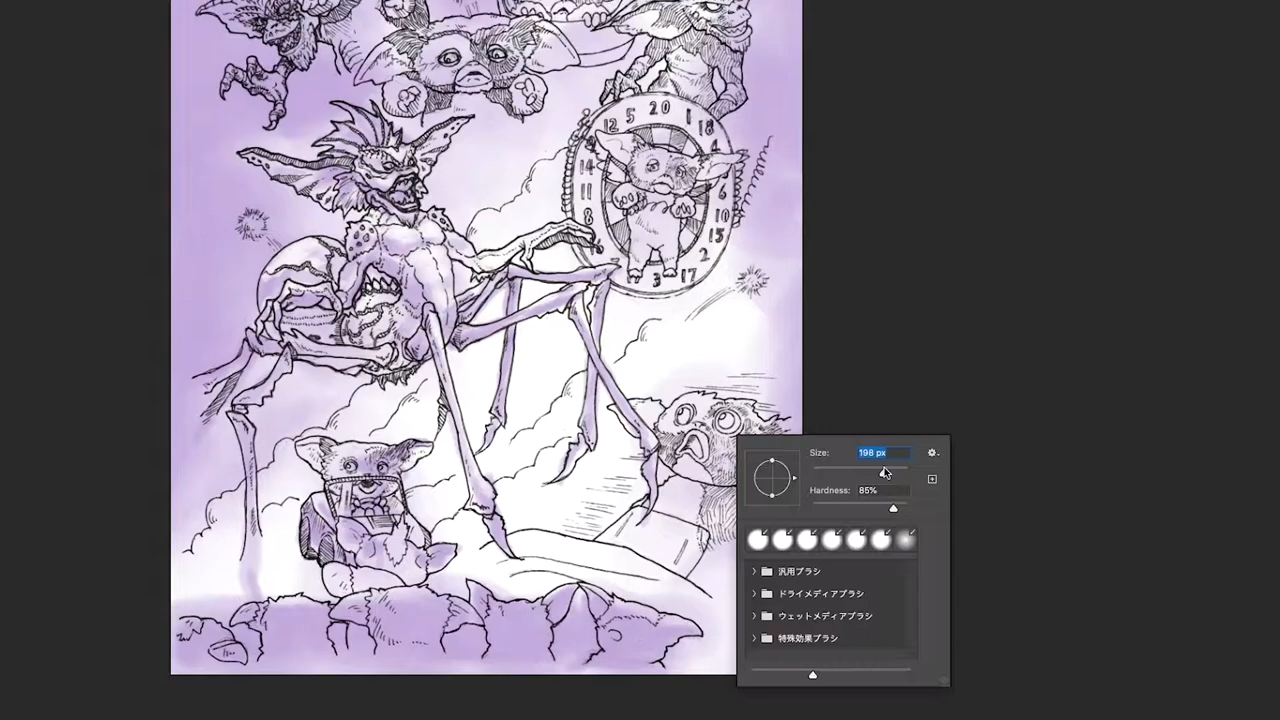 12 5 20 1 18
4
14
11 6
8 10
15
2
3 17
Size: 198 px
Hardness: 85%
汎用ブラシ
ドライメディアブラシ
ウェットメディアブラシ
特殊効果ブラシ